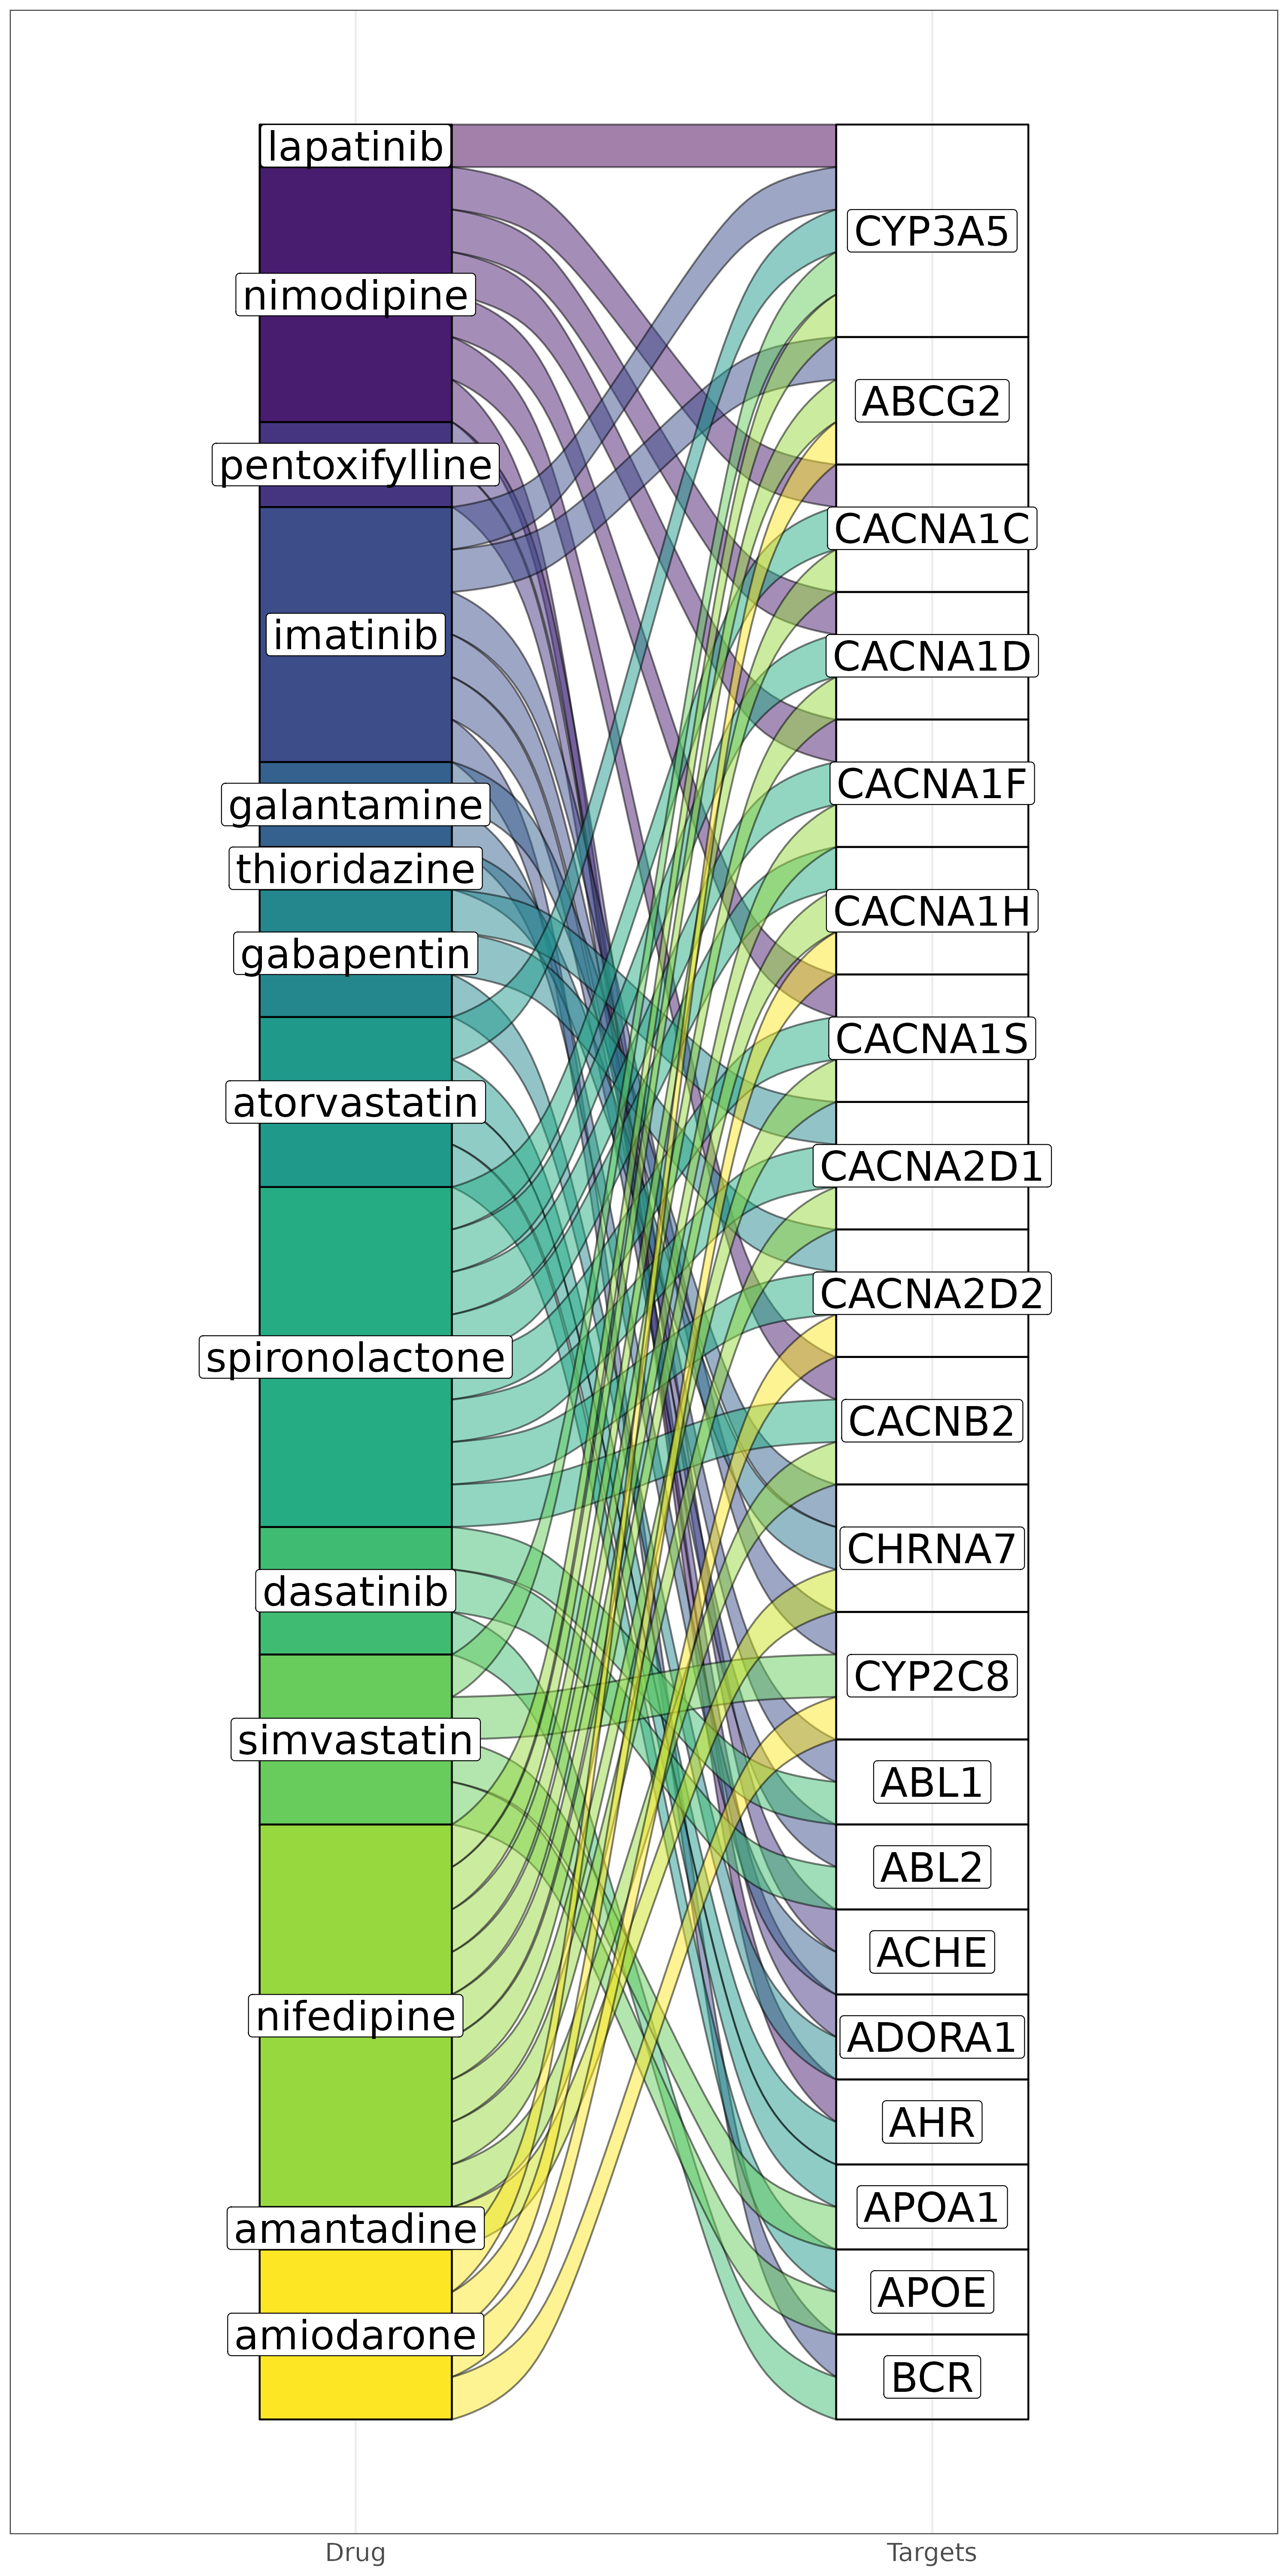 lapatinib
nimodipine
pentoxifylline
imatinib
galantamine
thioridazine
gabapentin
atorvastatin
spironolactone
dasatinib
simvastatin
nifedipine
amantadine
amiodarone
CYP3A5
ABCG2
CACNA1C
CACNA1D
CACNA1F
CACNA1H
CACNA1S
CACNA2D1
CACNA2D2
CACNB2
CHRNA7
CYP2C8
ABL1
ABL2
ACHE
ADORA1
AHR
APOA1
APOE
BCR
Drug
Targets